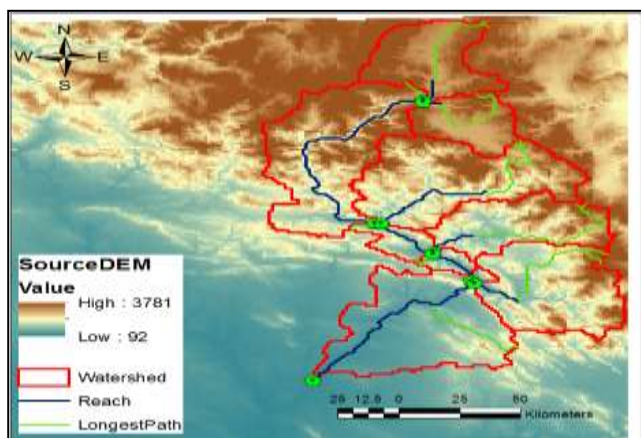 N
W E
S
SourceDEM
Value
High : 3781
Low : 92
Watershed
Reach
LongestPath
25 12.5 0 25 50
Kilometers